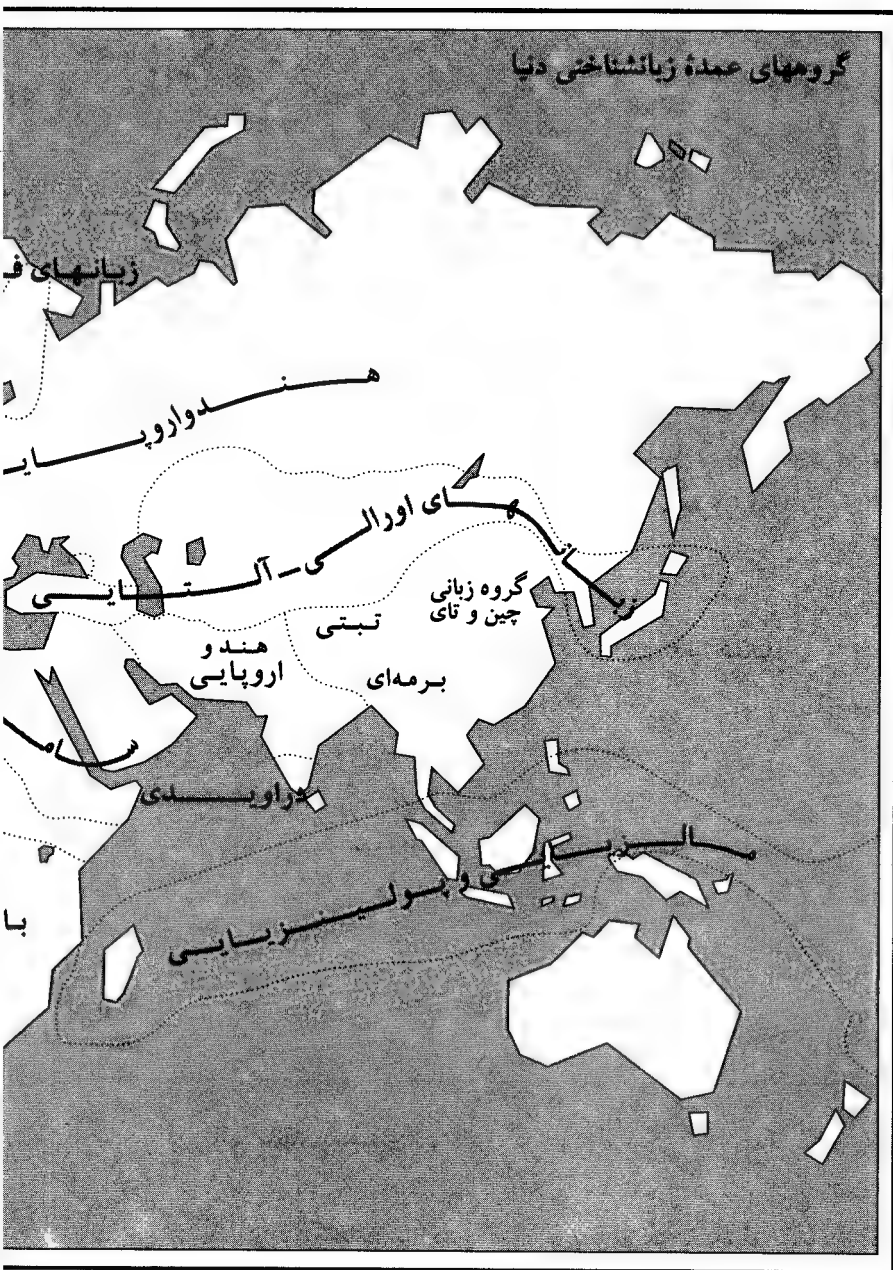 گروههای عمدهٔ زبانشناختی دنیا
زبانهای ف
هندواروپایی
زبانهای اورالی - آلتایی
گروه زبانی
چین و تای
تبتی
هند و
اروپایی
برمه‌ای
سامـ
دراویدی
مالزیایی و پولینزیایی
با